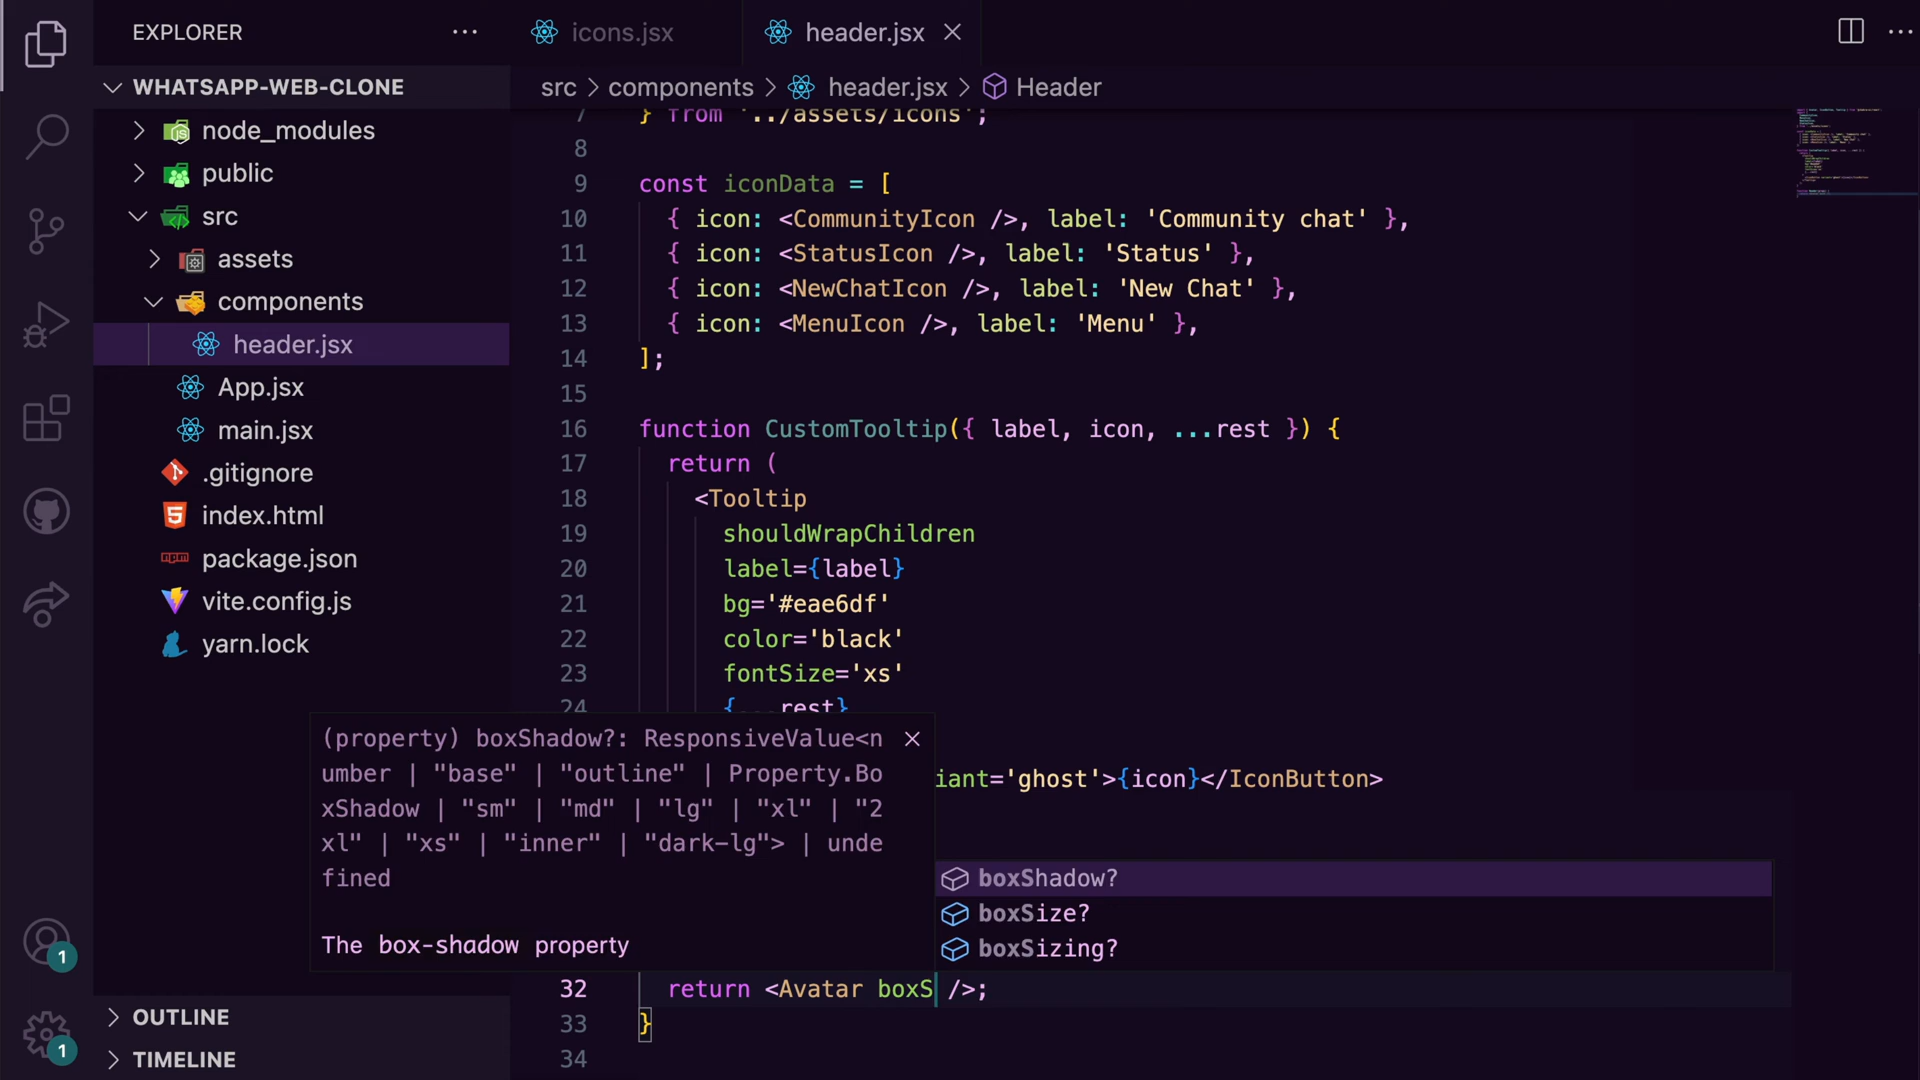 EXPLORER
WHATSAPP-WEB-CLONE
node_modules
public
src
assets
components
header.jsx
App.jsx
main.jsx
.gitignore
index.html
package.json
vite.config.js
yarn.lock
OUTLINE
TIMELINE
1
1
icons.jsx
header.jsx
src > components > header.jsx > Header
7 } from '../assets/icons';
8
9 const iconData = [
10 { icon: <CommunityIcon />, label: 'Community chat' },
11 { icon: <StatusIcon />, label: 'Status' },
12 { icon: <NewChatIcon />, label: 'New Chat' },
13 { icon: <MenuIcon />, label: 'Menu' },
14 ];
15
16 function CustomTooltip({ label, icon, ...rest }) {
17 return (
18 <Tooltip
19 shouldWrapChildren
20 label={label}
21 bg='#eae6df'
22 color='black'
23 fontSize='xs'
24 {...rest}
iant='ghost'>{icon}</IconButton>
(property) boxShadow?: ResponsiveValue<n
umber | "base" | "outline" | Property.Bo
xShadow | "sm" | "md" | "lg" | "xl" | "2
xl" | "xs" | "inner" | "dark-lg"> | unde
fined
The box-shadow property
boxShadow?
boxSize?
boxSizing?
32 return <Avatar boxS />;
33 }
34